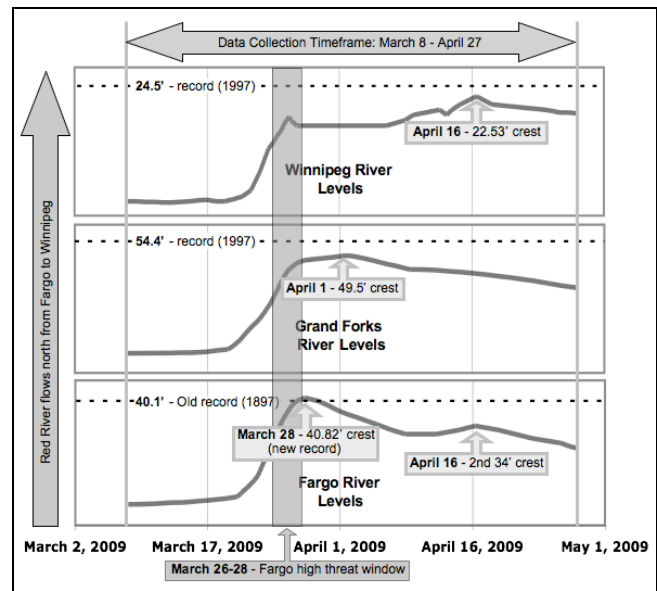 Data Collection Timeframe: March 8 - April 27
Red River flows north from Fargo to Winnipeg
24.5' - record (1997)
April 16 - 22.53' crest
Winnipeg River
Levels
54.4' - record (1997)
April 1 - 49.5' crest
Grand Forks
River Levels
40.1' - Old record (1897)
March 28 - 40.82' crest
(new record)
April 16 - 2nd 34' crest
Fargo River
Levels
March 2, 2009
March 17, 2009
April 1, 2009
April 16, 2009
May 1, 2009
March 26-28 - Fargo high threat window